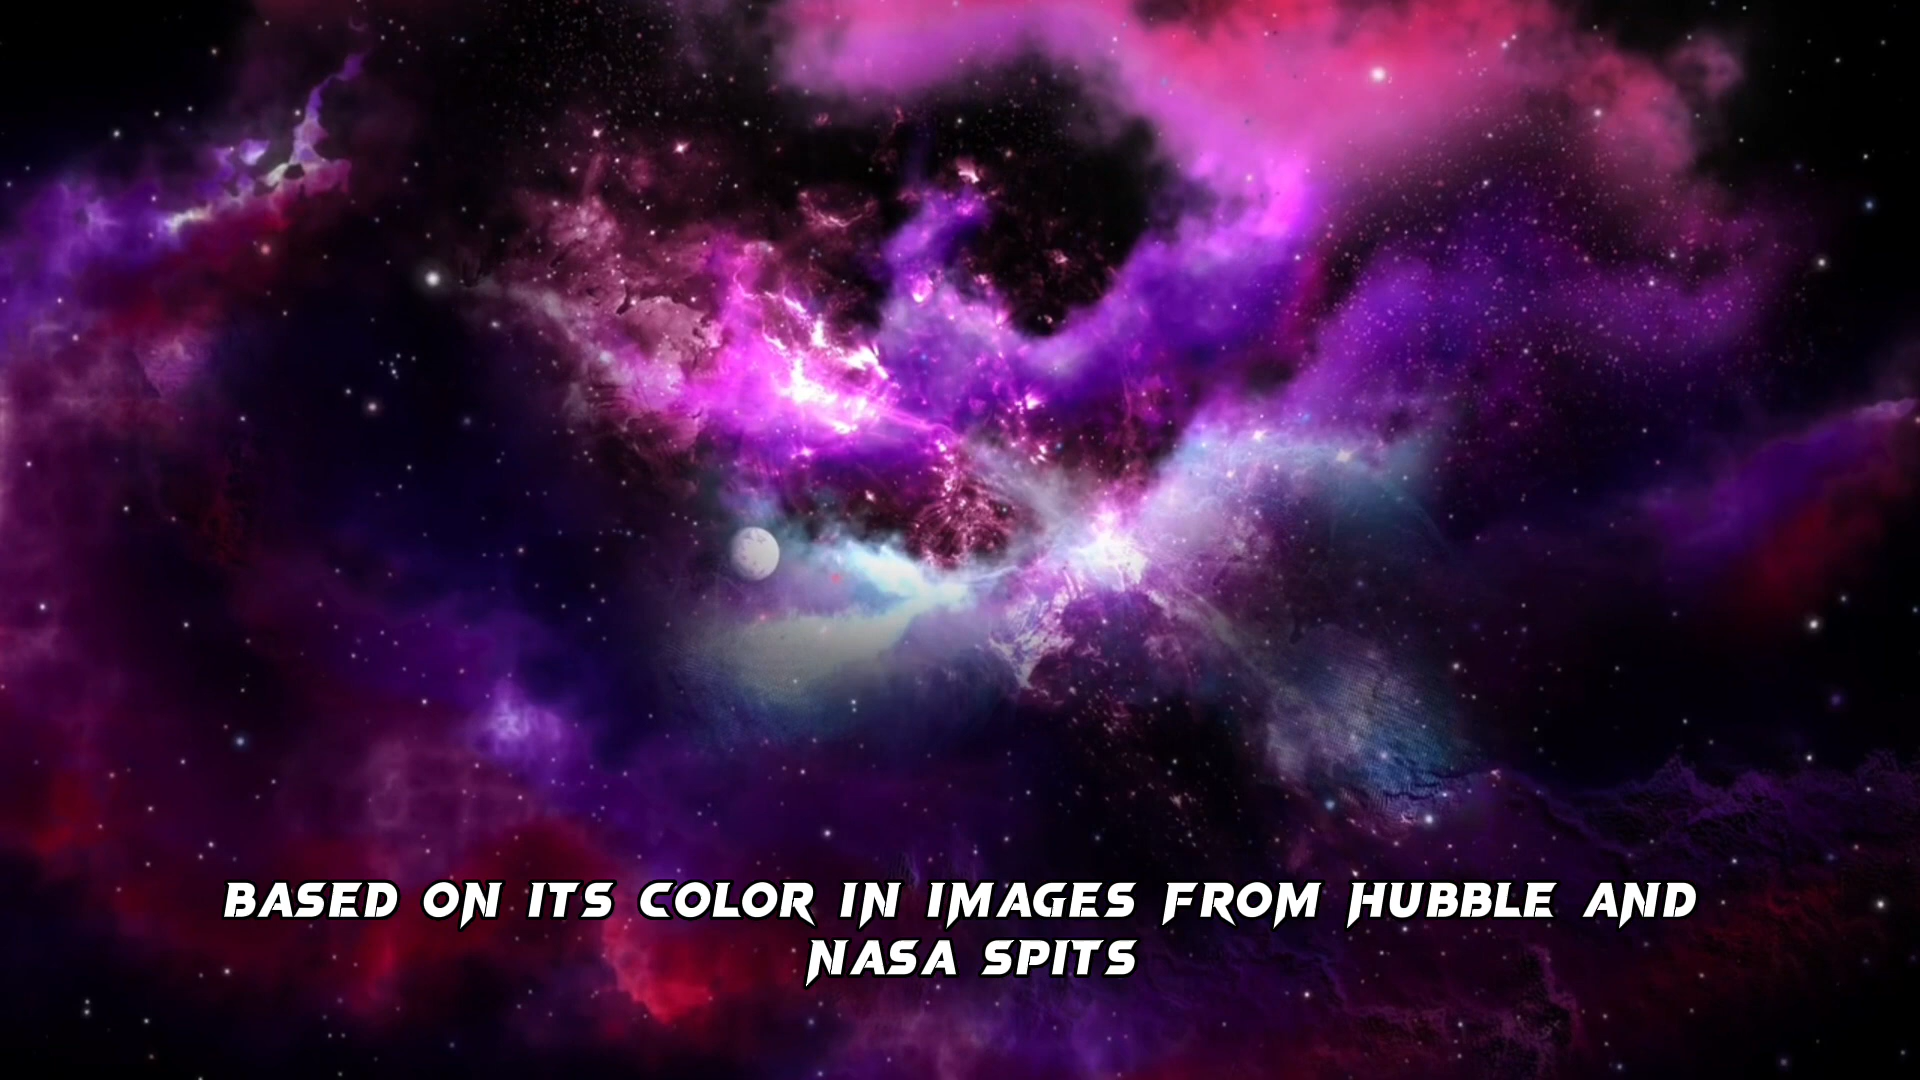 BASED ON ITS COLOR IN IMAGES FROM HUBBLE AND
NASA SPITS